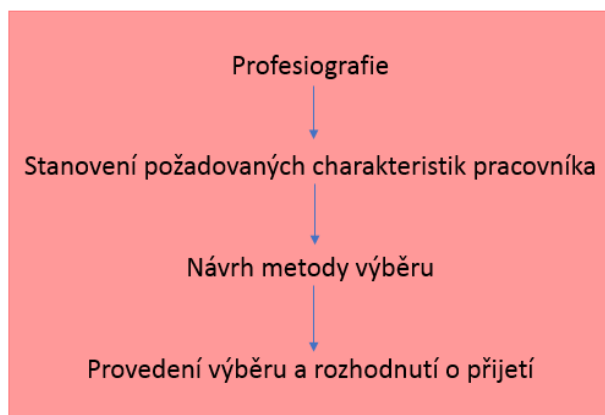 Profesiografie
Stanovení požadovaných charakteristik pracovníka
Návrh metody výběru
Provedení výběru a rozhodnutí o přijetí